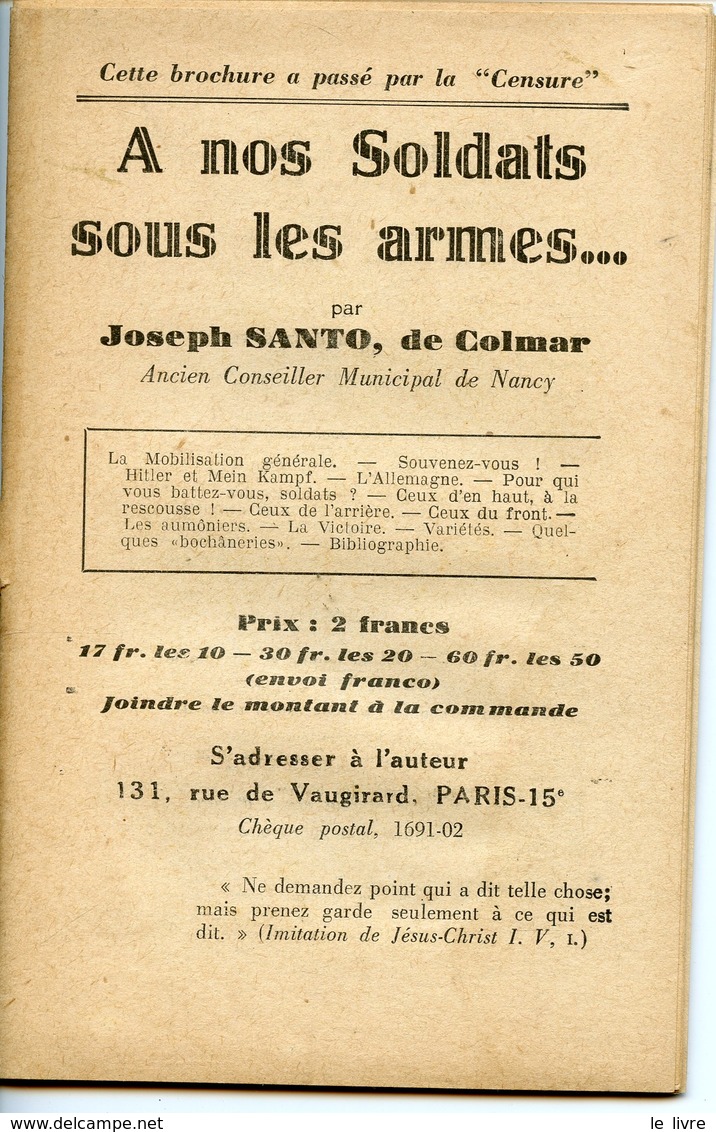 Cette brochure a passé par la “Censure”
A nos Soldats
sous les armes...
par
Joseph SANTO, de Colmar
Ancien Conseiller Municipal de Nancy
La Mobilisation générale. — Souvenez-vous ! —
Hitler et Mein Kampf. — L'Allemagne. — Pour qui
vous battez-vous, soldats ? — Ceux d'en haut, à la
rescousse ! — Ceux de l'arrière. — Ceux du front. —
Les aumôniers. — La Victoire. — Variétés. — Quel-
ques «bochâneries». — Bibliographie.
Prix : 2 francs
17 fr. les 10 — 30 fr. les 20 — 60 fr. les 50
(envoi franco)
Joindre le montant à la commande
S'adresser à l'auteur
131, rue de Vaugirard, PARIS-15e
Chèque postal, 1691-02
« Ne demandez point qui a dit telle chose;
mais prenez garde seulement à ce qui est
dit. » (Imitation de Jésus-Christ I. V, 1.)
www.delcampe.net
le livre